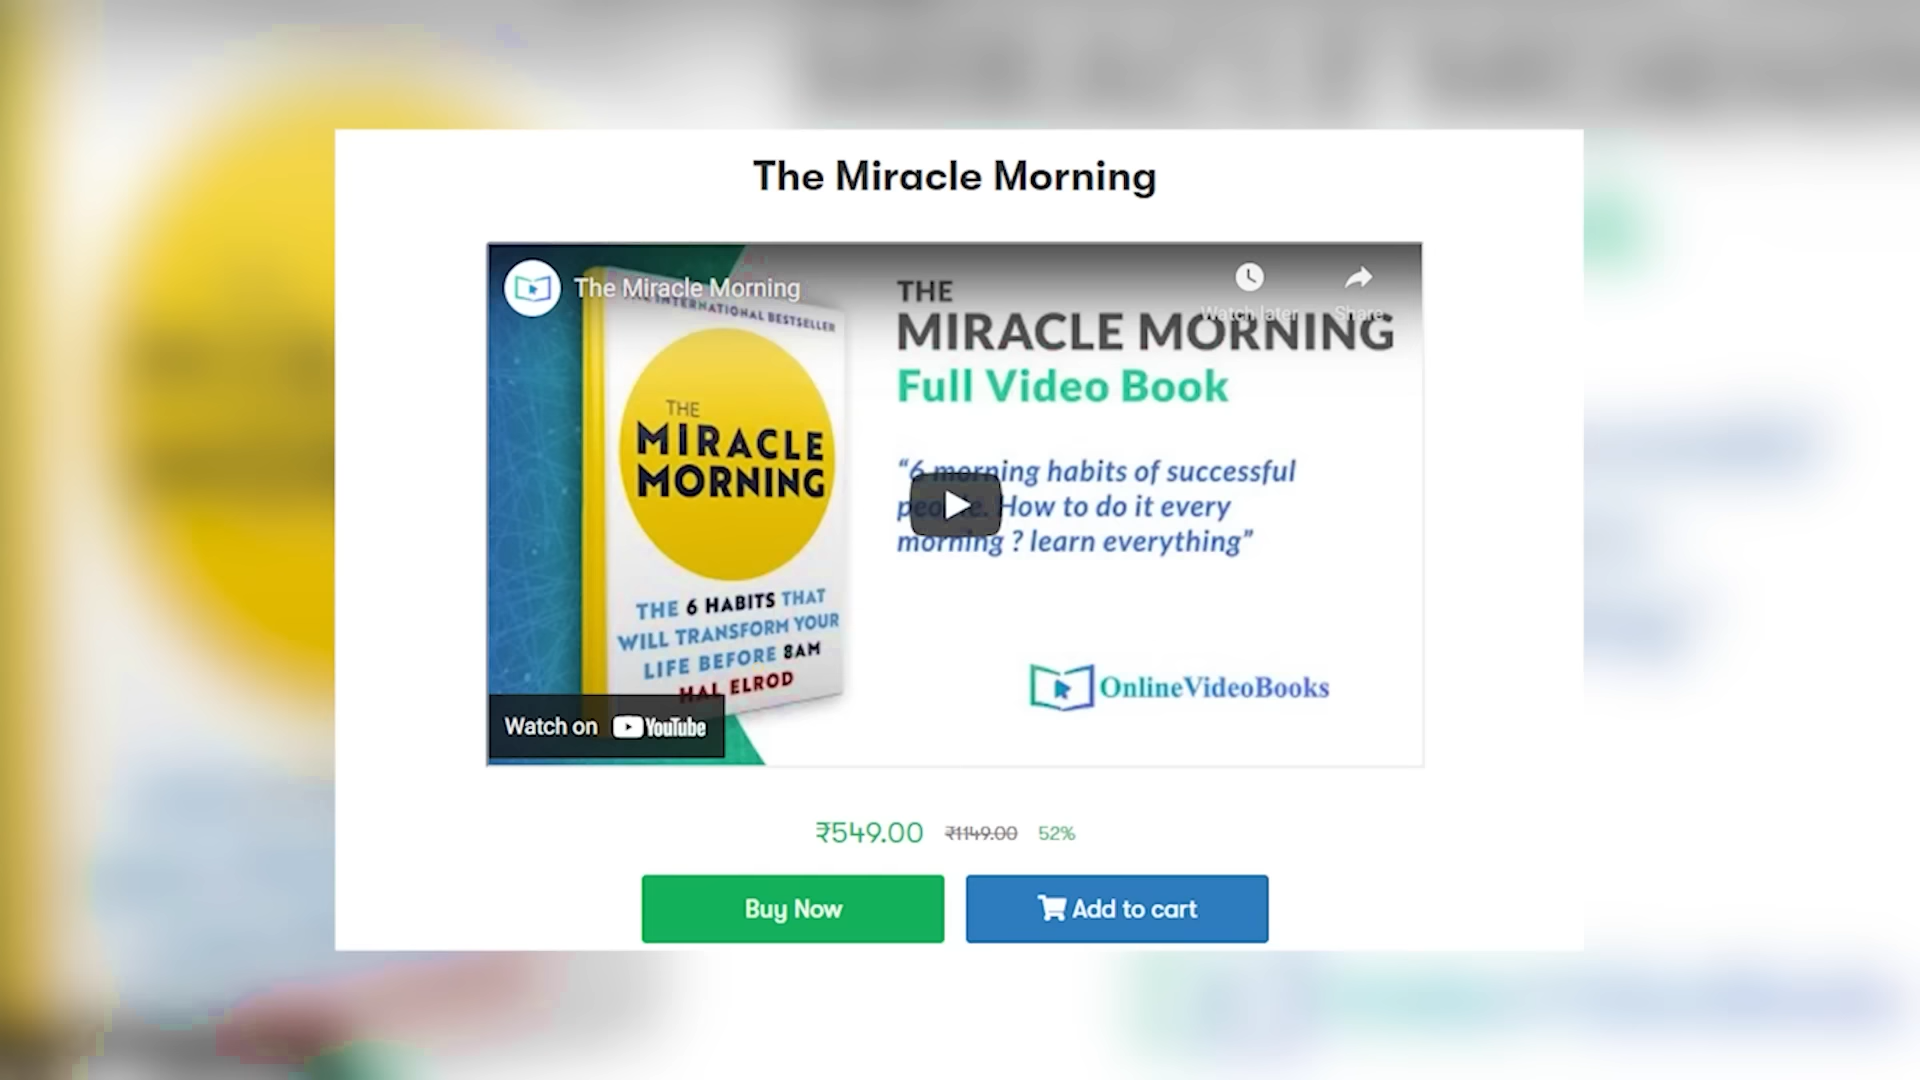 The Miracle Morning
The Miracle Morning
Watch later
Share
INTERNATIONAL BESTSELLER
THE
MIRACLE
MORNING
THE 6 HABITS THAT
WILL TRANSFORM YOUR
LIFE BEFORE 8AM
HAL ELROD
Watch on YouTube
THE
MIRACLE MORNING
Full Video Book
“6 morning habits of successful
people. How to do it every
morning ? learn everything”
OnlineVideoBooks
₹549.00 ₹1149.00 52%
Buy Now
Add to cart